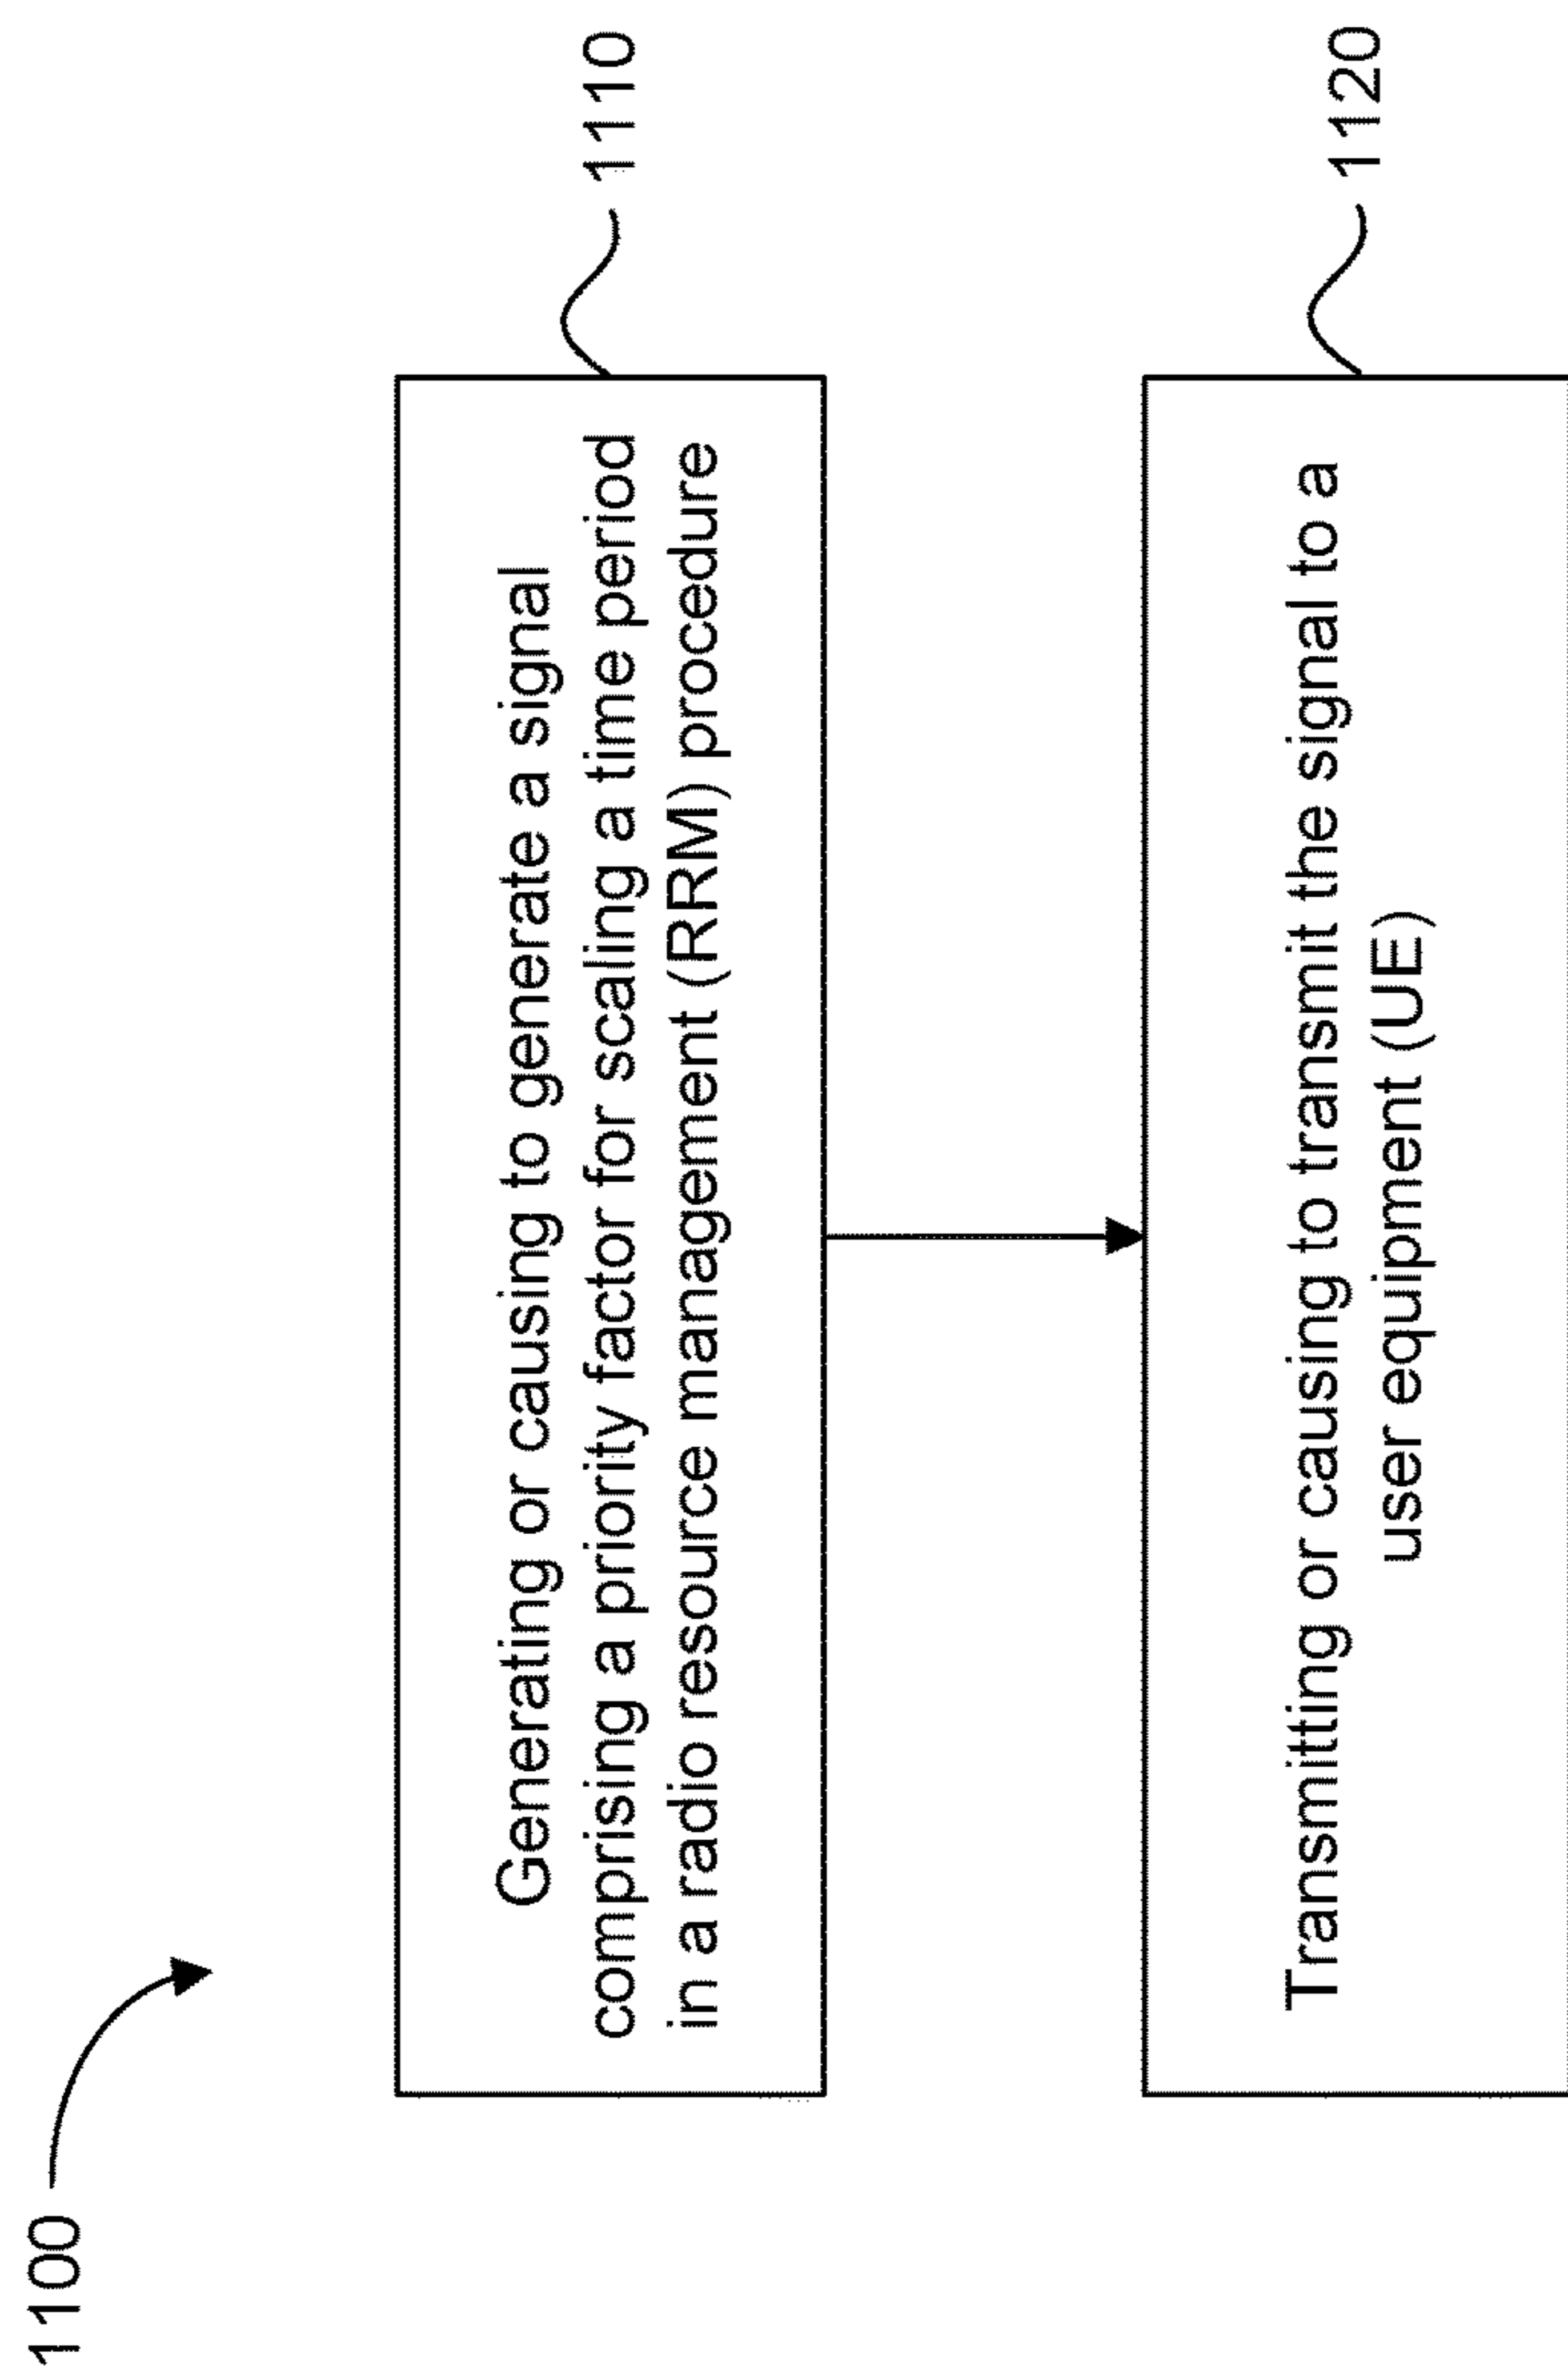 1100
Generating or causing to generate a signal
comprising a priority factor for scaling a time period
in a radio resource management (RRM) procedure
1110
Transmitting or causing to transmit the signal to a
user equipment (UE)
1120